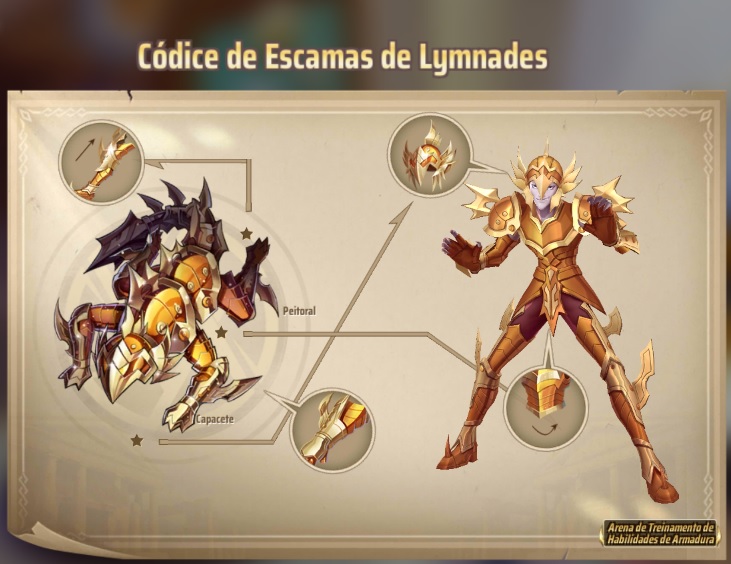 Códice de Escamas de Lymnades
Peitoral
Capacete
Arena de Treinamento de
Habilidades de Armadura